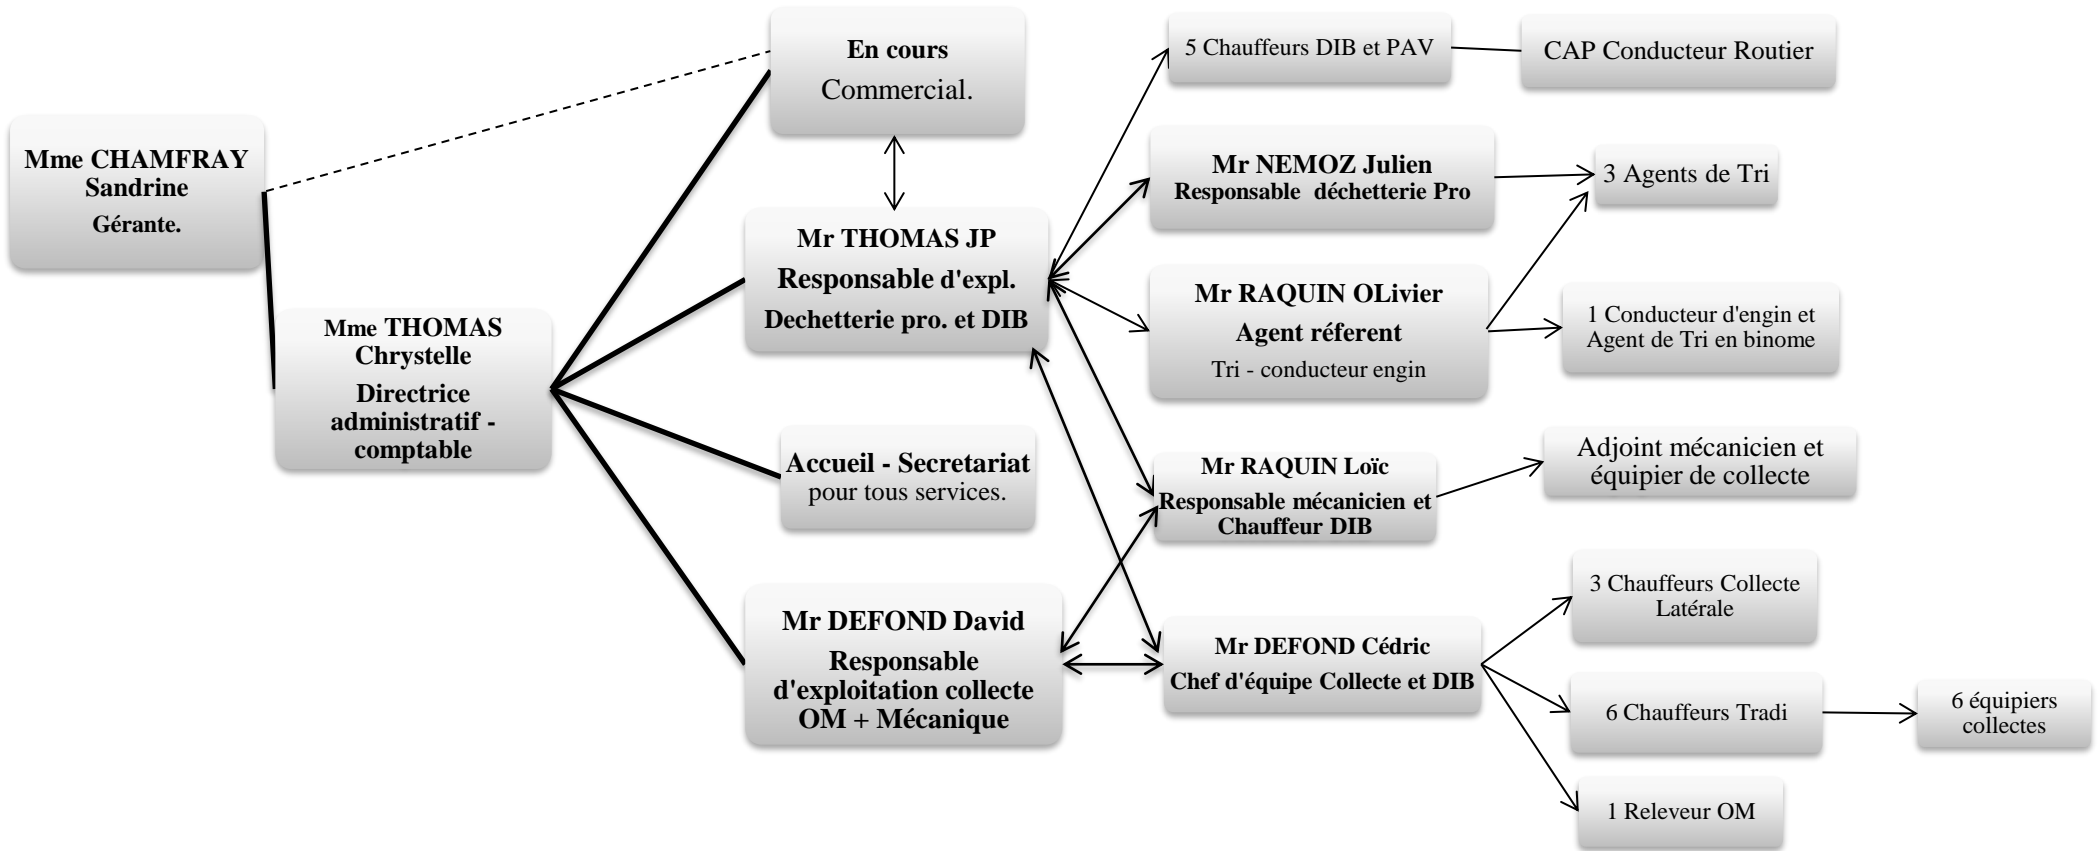 Mme CHAMFRAY
Sandrine
Gérante.
Mme THOMAS
Chrystelle
Directrice
administratif -
comptable
En cours
Commercial.
Mr THOMAS JP
Responsable d'expl.
Dechetterie pro. et DIB
Accueil - Secretariat
pour tous services.
Mr DEFOND David
Responsable
d'exploitation collecte
OM + Mécanique
5 Chauffeurs DIB et PAV
CAP Conducteur Routier
Mr NEMOZ Julien
Responsable déchetterie Pro
3 Agents de Tri
Mr RAQUIN OLivier
Agent réferent
Tri - conducteur engin
1 Conducteur d'engin et
Agent de Tri en binome
Mr RAQUIN Loïc
Responsable mécanicien et
Chauffeur DIB
Adjoint mécanicien et
équipier de collecte
Mr DEFOND Cédric
Chef d'équipe Collecte et DIB
3 Chauffeurs Collecte
Latérale
6 Chauffeurs Tradi
6 équipiers
collectes
1 Releveur OM